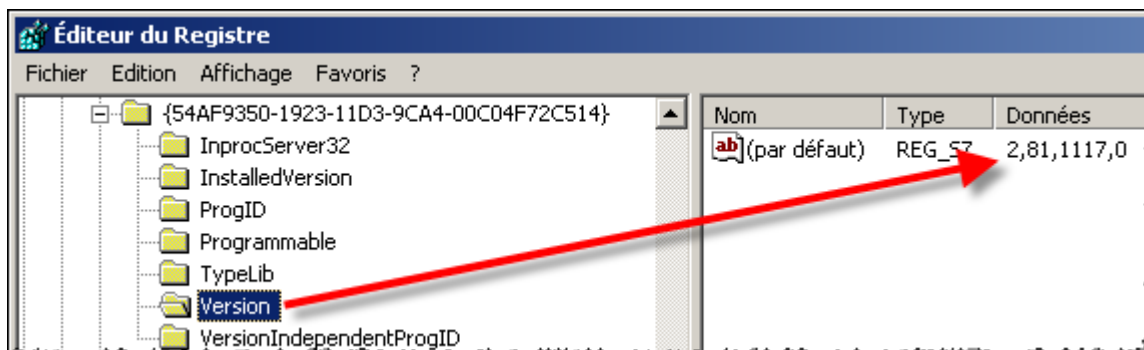 Éditeur du Registre
Fichier Edition Affichage Favoris ?
{54AF9350-1923-11D3-9CA4-00C04F72C514}
InprocServer32
InstalledVersion
ProgID
Programmable
TypeLib
Version
VersionIndependentProgID
Nom Type Données
ab (par défaut) REG_SZ 2,81,1117,0